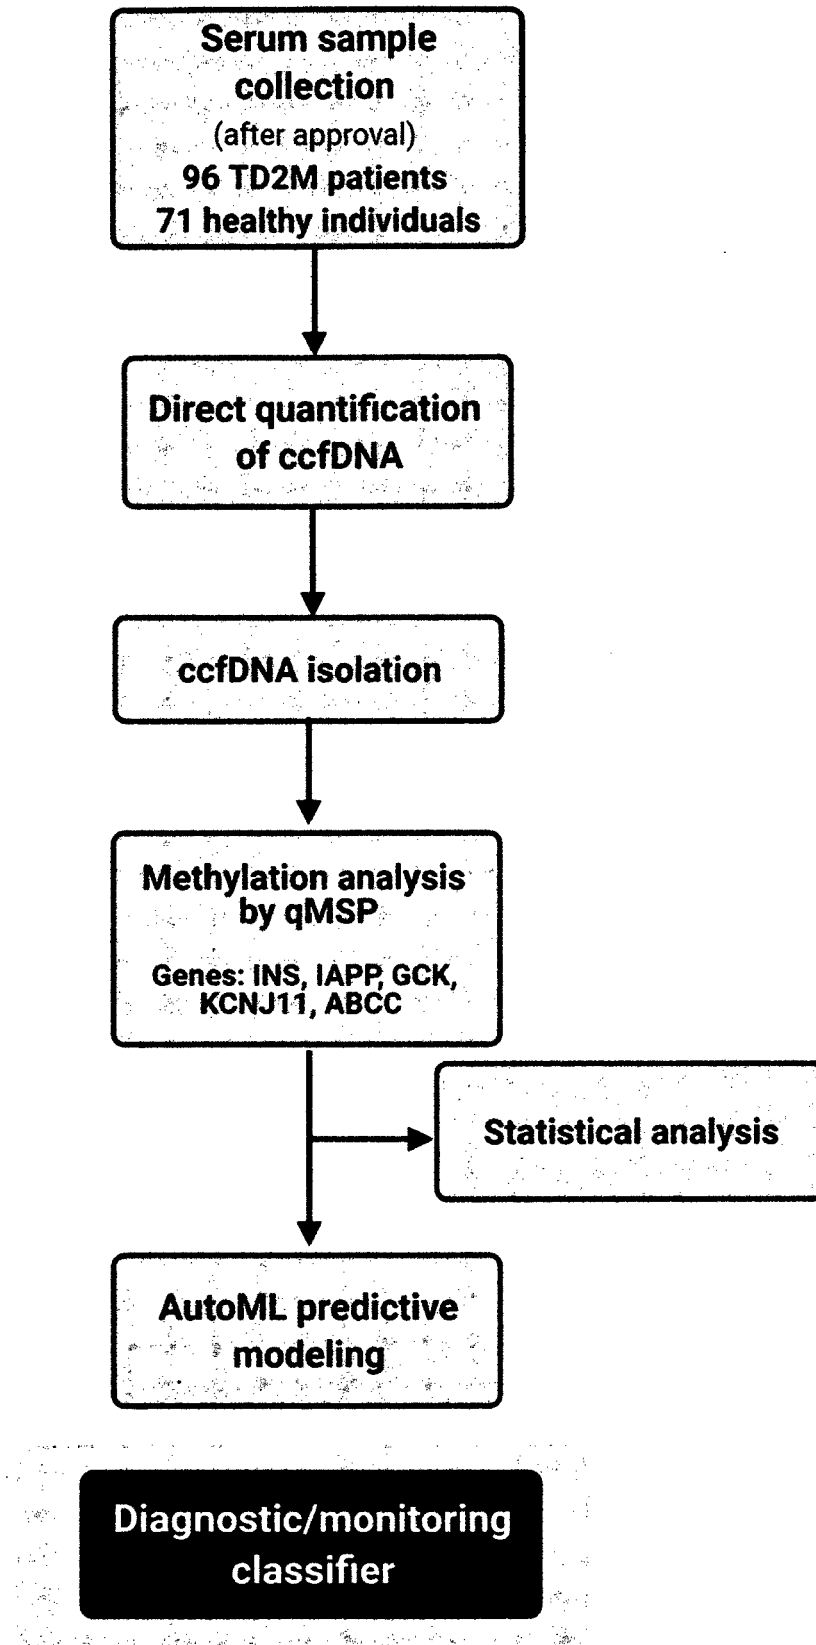 Serum sample
collection
(after approval)
96 TD2M patients
71 healthy individuals
Direct quantification
of ccfDNA
ccfDNA isolation
Methylation analysis
by qMSP
Genes: INS, IAPP, GCK,
KCNJ11, ABCC
Statistical analysis
AutoML predictive
modeling
Diagnostic/monitoring
classifier